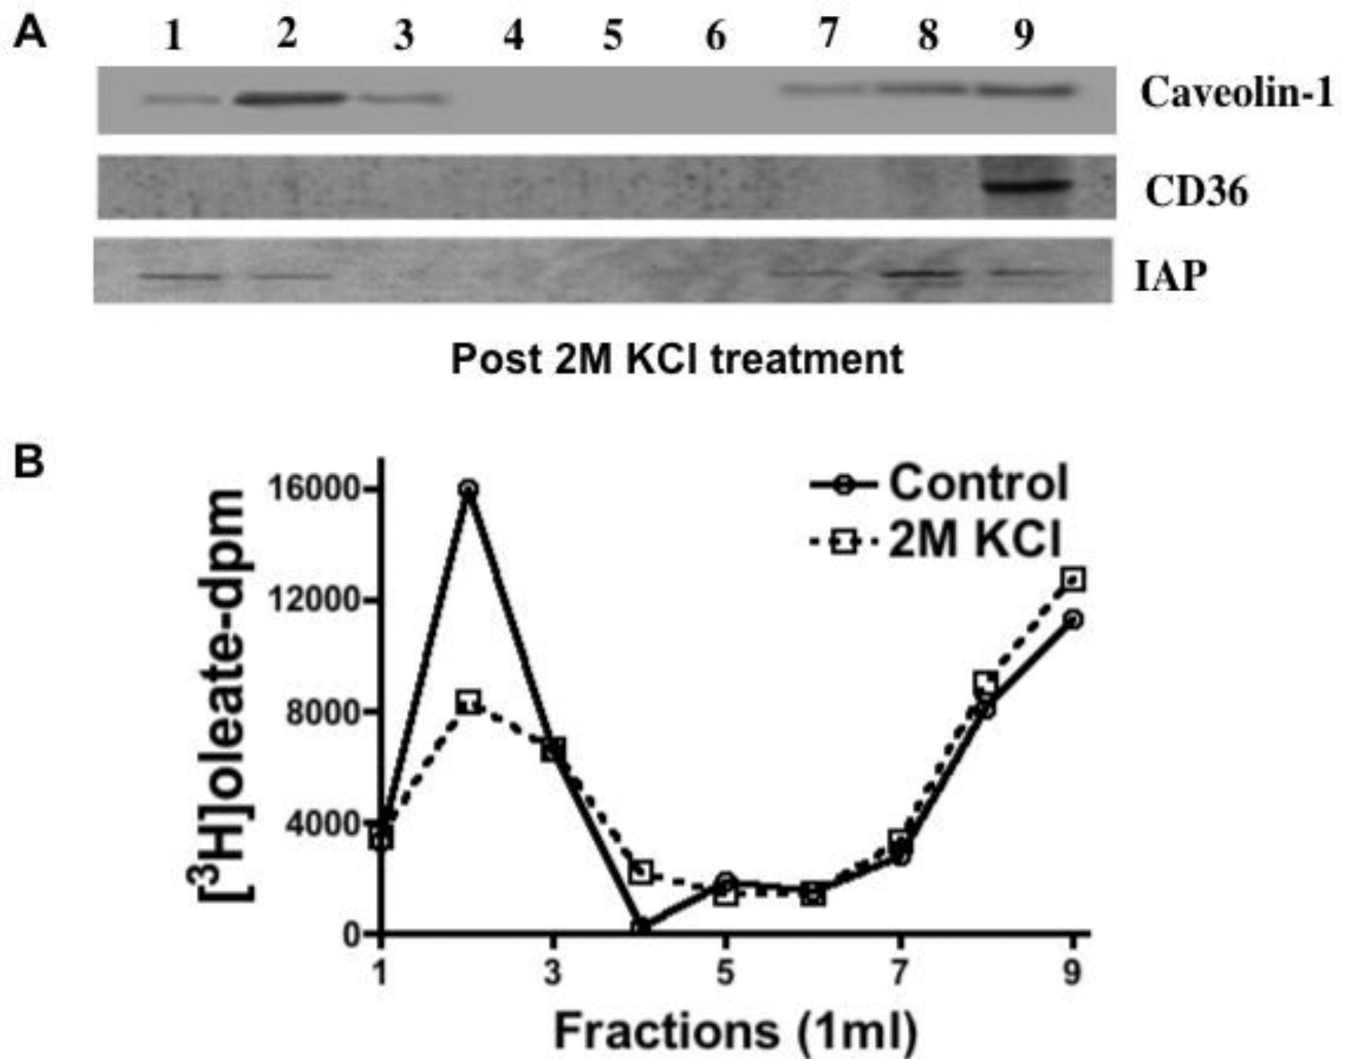 A
1 2 3 4 5 6 7 8 9
Caveolin-1
CD36
IAP
Post 2M KCl treatment
B
Control
2M KCl
[³H]oleate-dpm
16000
12000
8000
4000
0
1 3 5 7 9
Fractions (1ml)